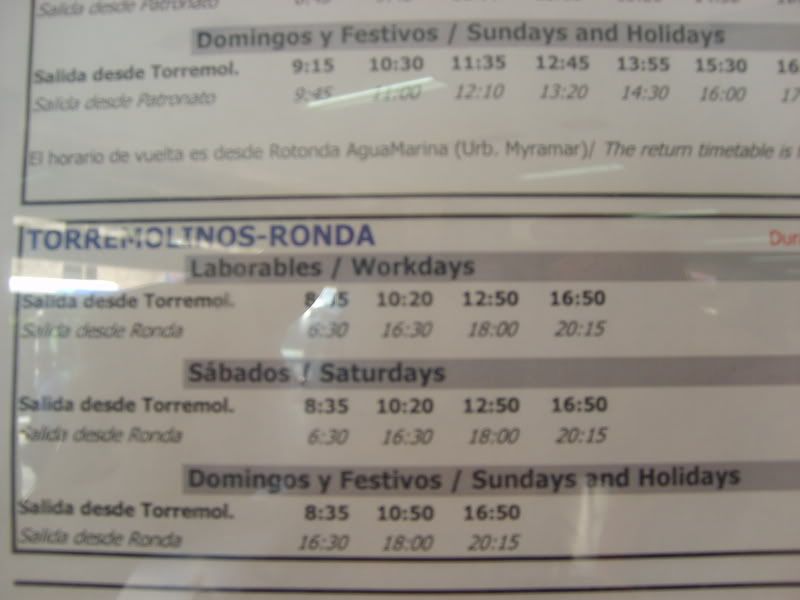 Salida desde Patronato
Domingos y Festivos / Sundays and Holidays
Salida desde Torremol. 9:15 10:30 11:35 12:45 13:55 15:30 16
Salida desde Patronato 9:45 11:00 12:10 13:20 14:30 16:00 17
El horario de vuelta es desde Rotonda AguaMarina (Urb. Myramar)/ The return timetable is
TORREMOLINOS-RONDA Dur
Laborables / Workdays
Salida desde Torremol. 10:20 12:50 16:50
Salida desde Ronda 6:30 16:30 18:00 20:15
Sábados / Saturdays
Salida desde Torremol. 8:35 10:20 12:50 16:50
Salida desde Ronda 6:30 16:30 18:00 20:15
Domingos y Festivos / Sundays and Holidays
Salida desde Torremol. 8:35 10:50 16:50
Salida desde Ronda 16:30 18:00 20:15